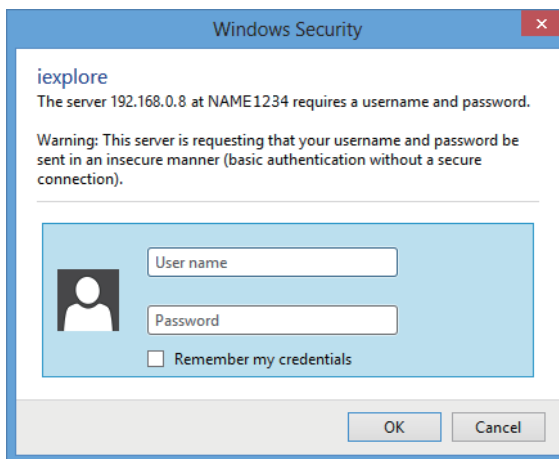 Windows Security
iexplore
The server 192.168.0.8 at NAME1234 requires a username and password.
Warning: This server is requesting that your username and password be
sent in an insecure manner (basic authentication without a secure
connection).
User name
Password
Remember my credentials
OK
Cancel